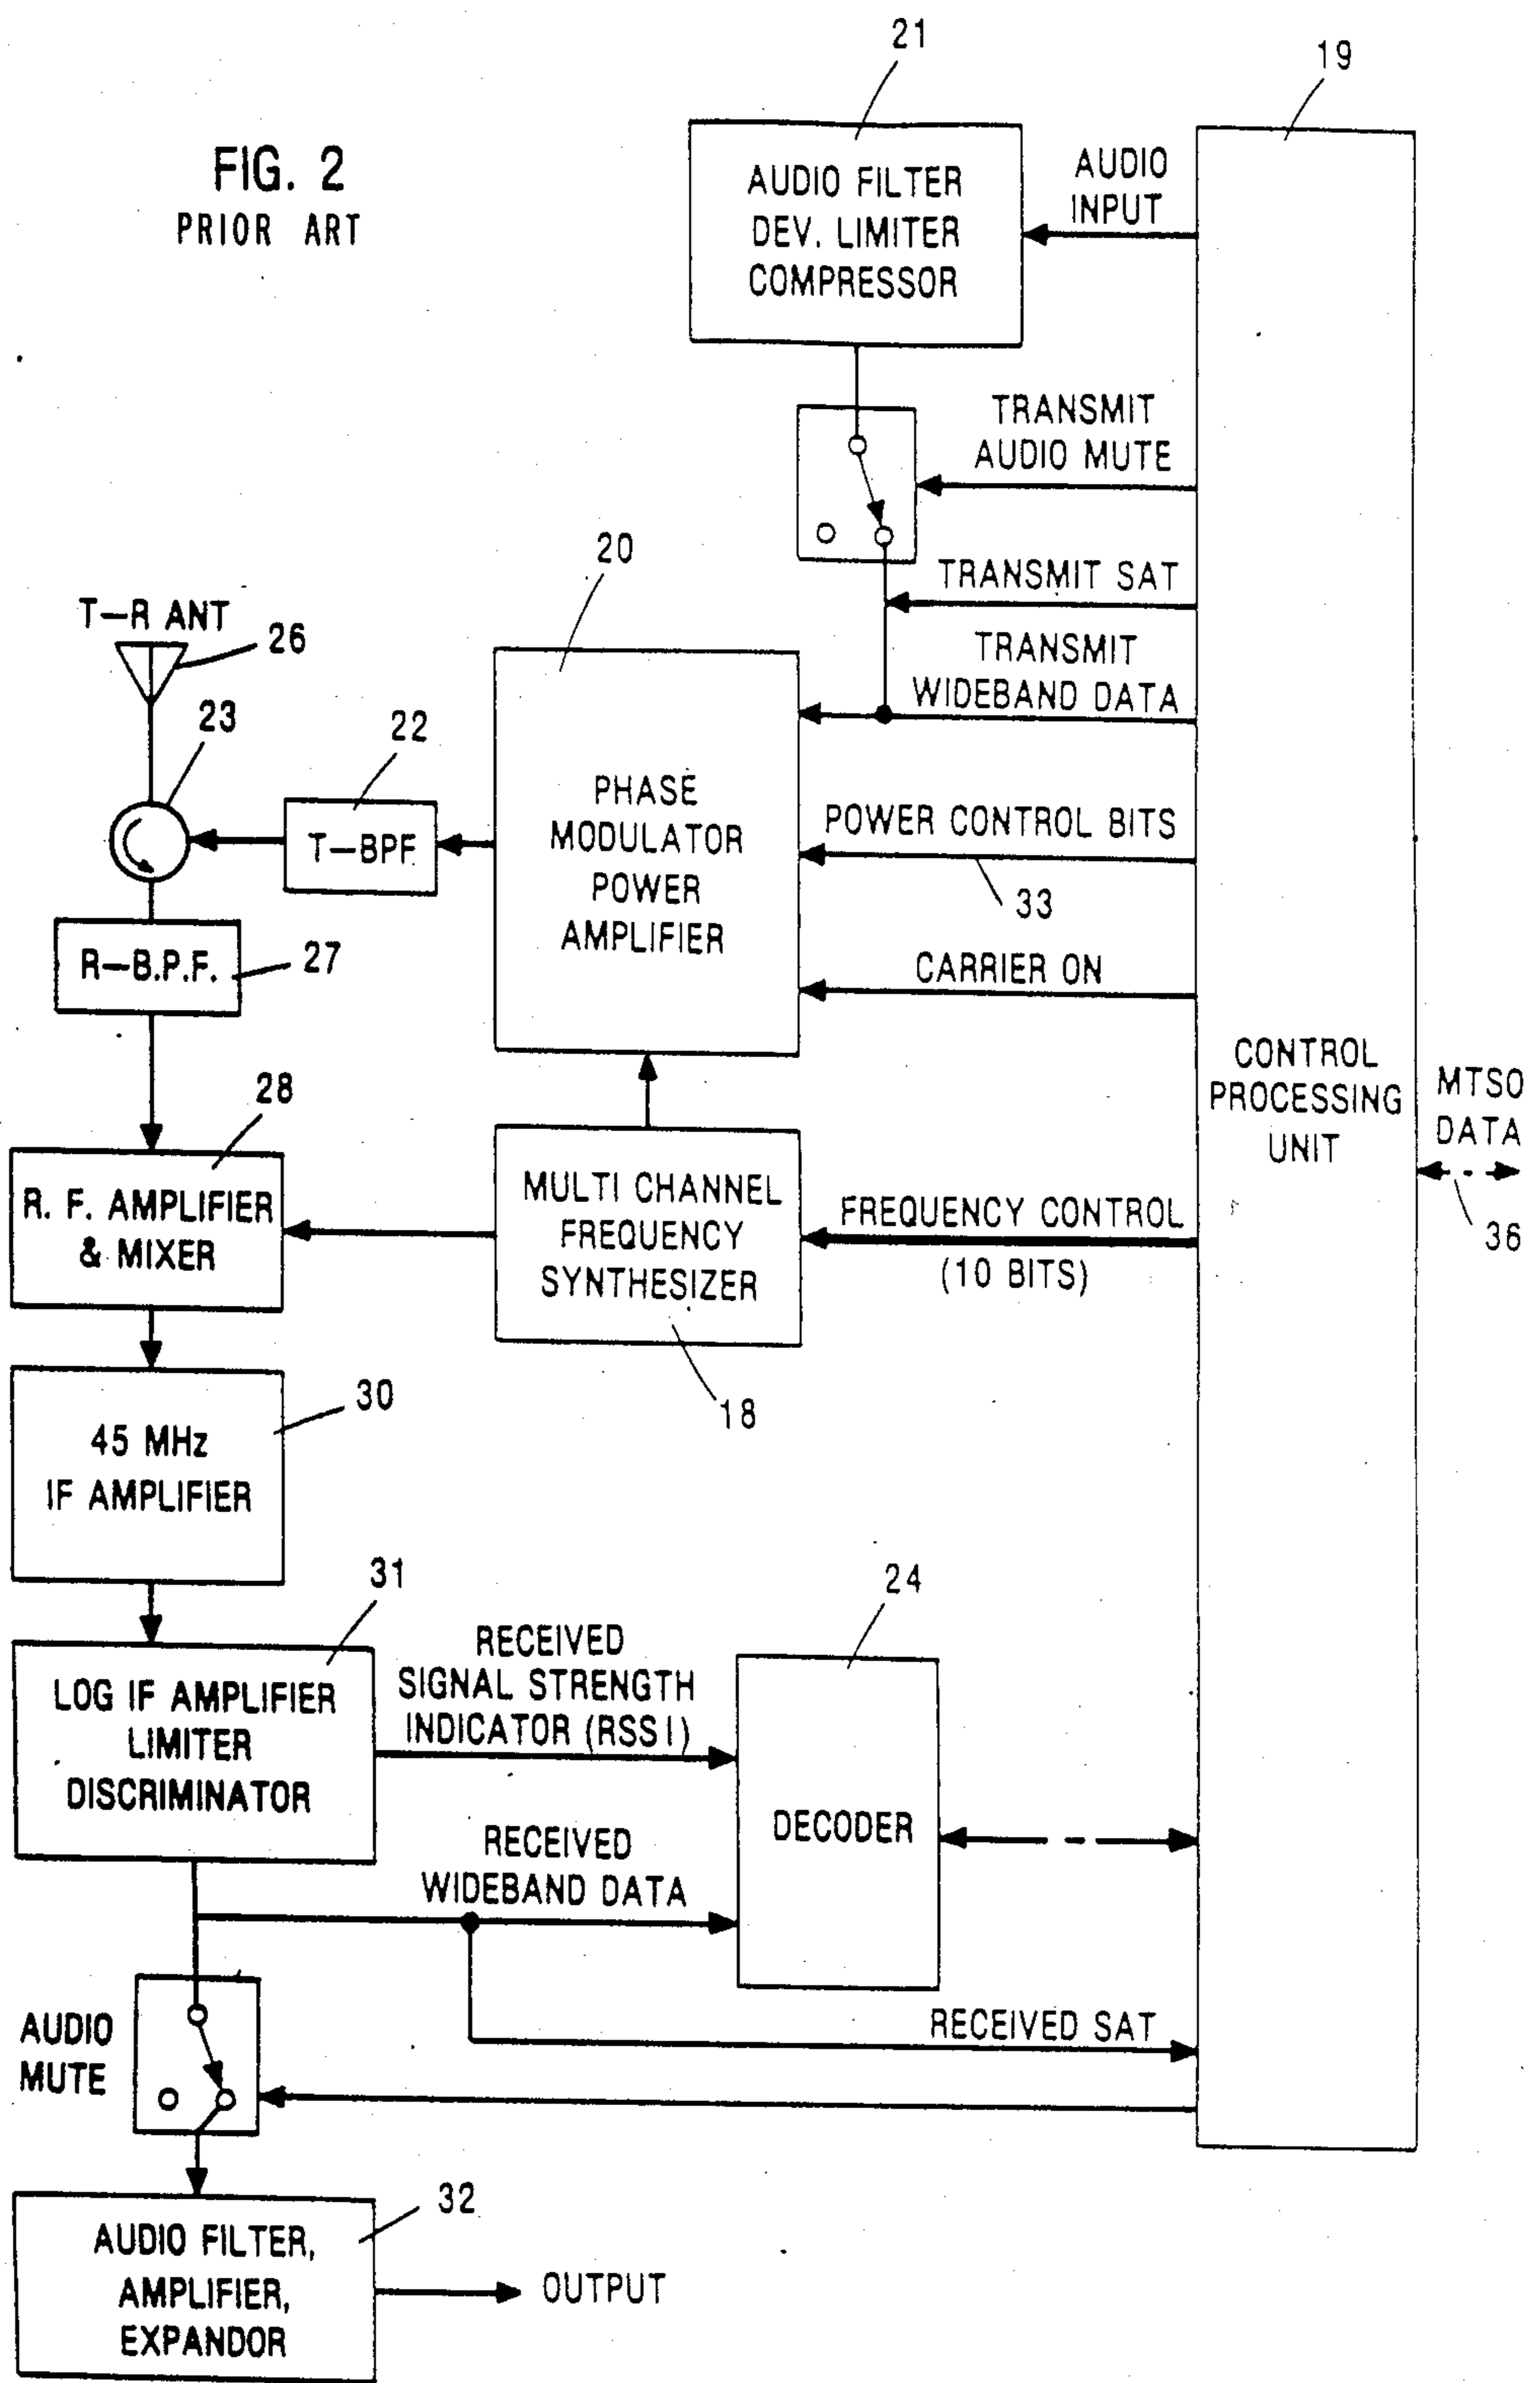 FIG. 2
PRIOR ART
21
19
AUDIO FILTER
DEV. LIMITER
COMPRESSOR
AUDIO
INPUT
TRANSMIT
AUDIO MUTE
TRANSMIT SAT
TRANSMIT
WIDEBAND DATA
20
T-R ANT
26
23
22
T-BPF
PHASE
MODULATOR
POWER
AMPLIFIER
POWER CONTROL BITS
33
CARRIER ON
R-B.P.F.
27
CONTROL
PROCESSING
UNIT
MTSO
DATA
36
28
R. F. AMPLIFIER
& MIXER
MULTI CHANNEL
FREQUENCY
SYNTHESIZER
18
FREQUENCY CONTROL
(10 BITS)
30
45 MHz
IF AMPLIFIER
31
LOG IF AMPLIFIER
LIMITER
DISCRIMINATOR
RECEIVED
SIGNAL STRENGTH
INDICATOR (RSSI)
24
DECODER
RECEIVED
WIDEBAND DATA
RECEIVED SAT
AUDIO
MUTE
32
AUDIO FILTER,
AMPLIFIER,
EXPANDOR
OUTPUT